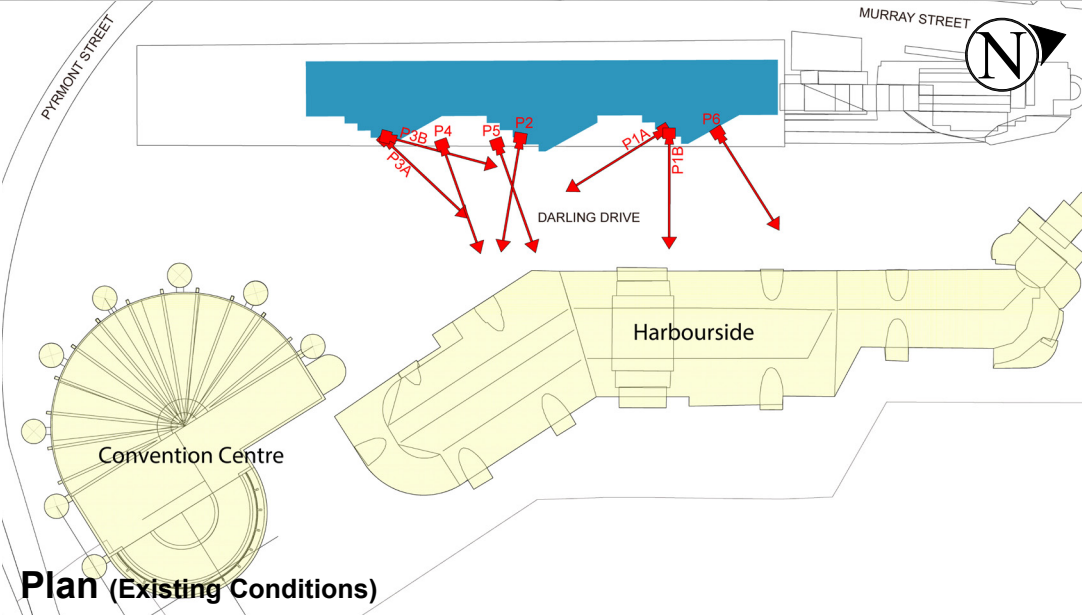 MURRAY STREET
N
PYRMONT STREET
P3B
P4
P5
P2
P1A
P6
P3A
P1B
DARLING DRIVE
Harbourside
Convention Centre
Plan (Existing Conditions)